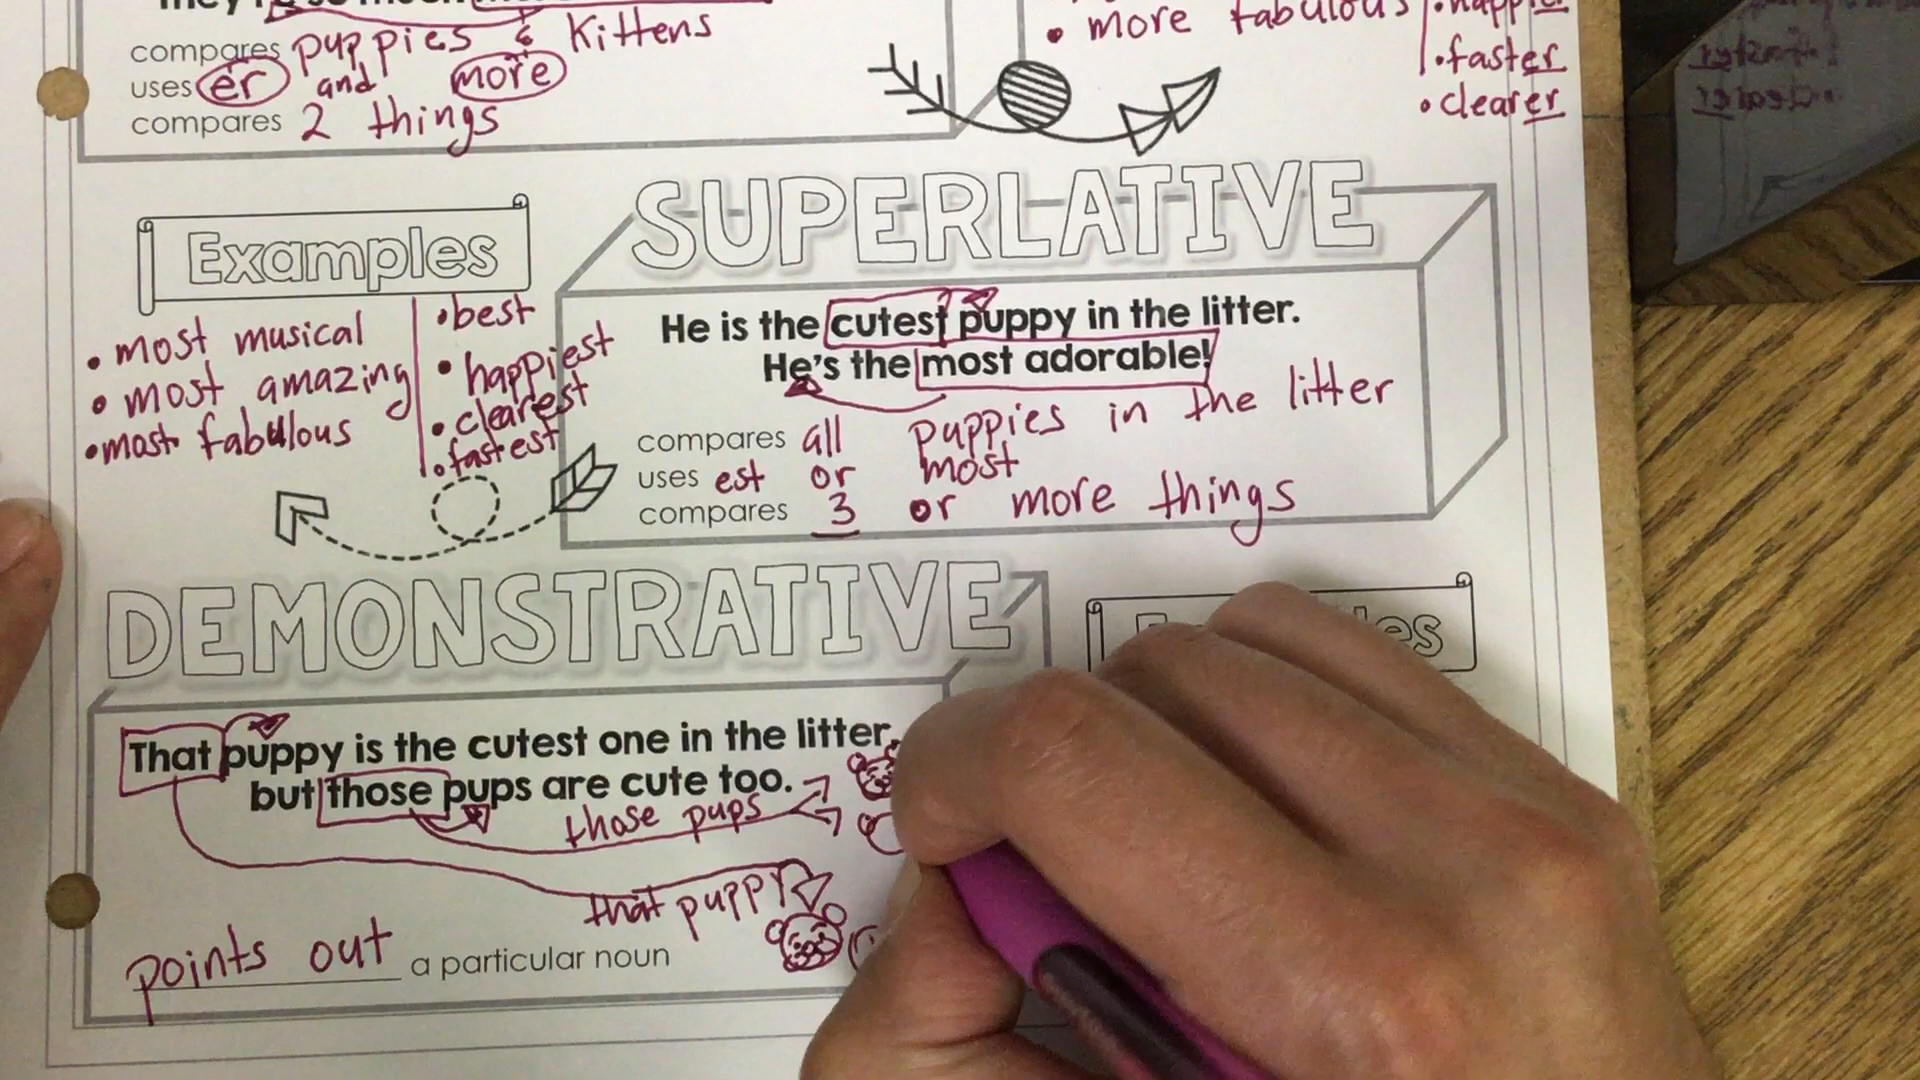 compares puppies & Kittens
uses er and more
compares 2 things
• more fabulous
• happier
• faster
• clearer
SUPERLATIVE
Examples
• most musical
• most amazing
• most fabulous
• best
• happiest
• clearest
• fastest
He is the cutest puppy in the litter.
He's the most adorable!
compares all puppies in the litter
uses est or most
compares 3 or more things
DEMONSTRATIVE
That puppy is the cutest one in the litter,
but those pups are cute too.
those pups
that puppy
points out a particular noun